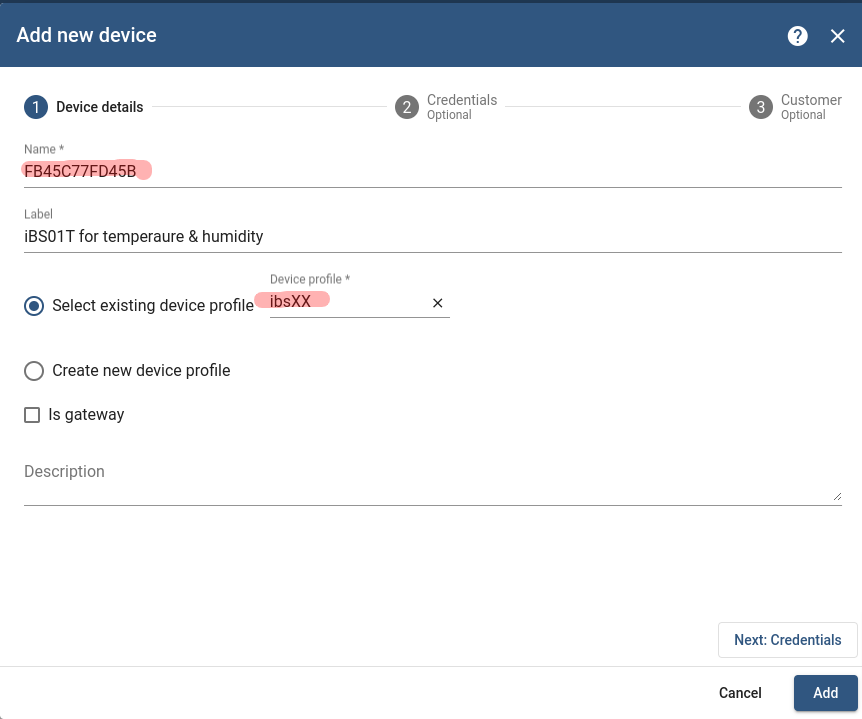 Add new device
?
1 Device details
2 Credentials
Optional
3 Customer
Optional
Name *
FB45C77FD45B
Label
iBS01T for temperaure & humidity
Device profile *
Select existing device profile ibsXX
Create new device profile
Is gateway
Description
Next: Credentials
Cancel Add